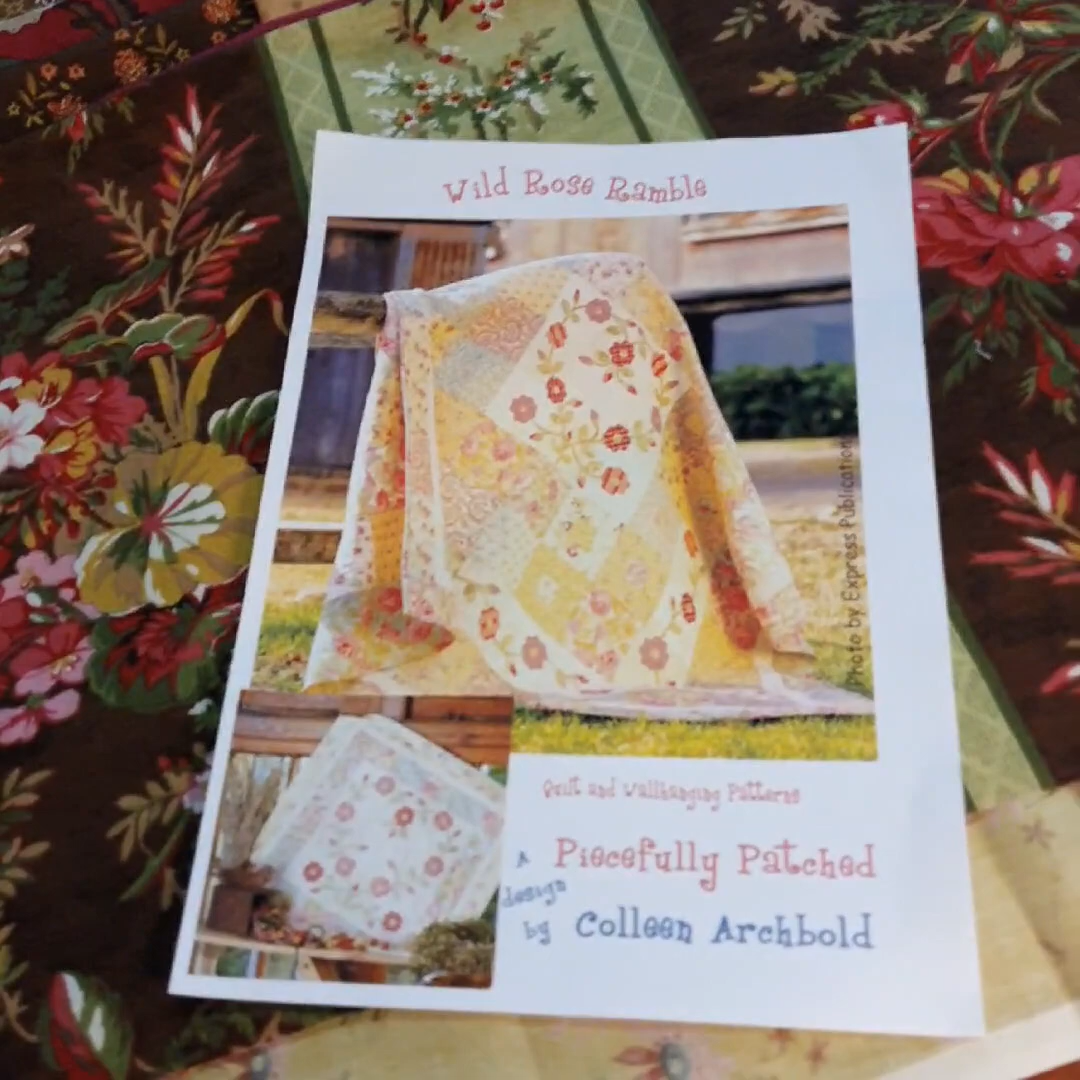 Wild Rose Ramble
Photo by Express Publications
Quilt and Wallhanging Patterns
A Piecefully Patched
design
by Colleen Archbold